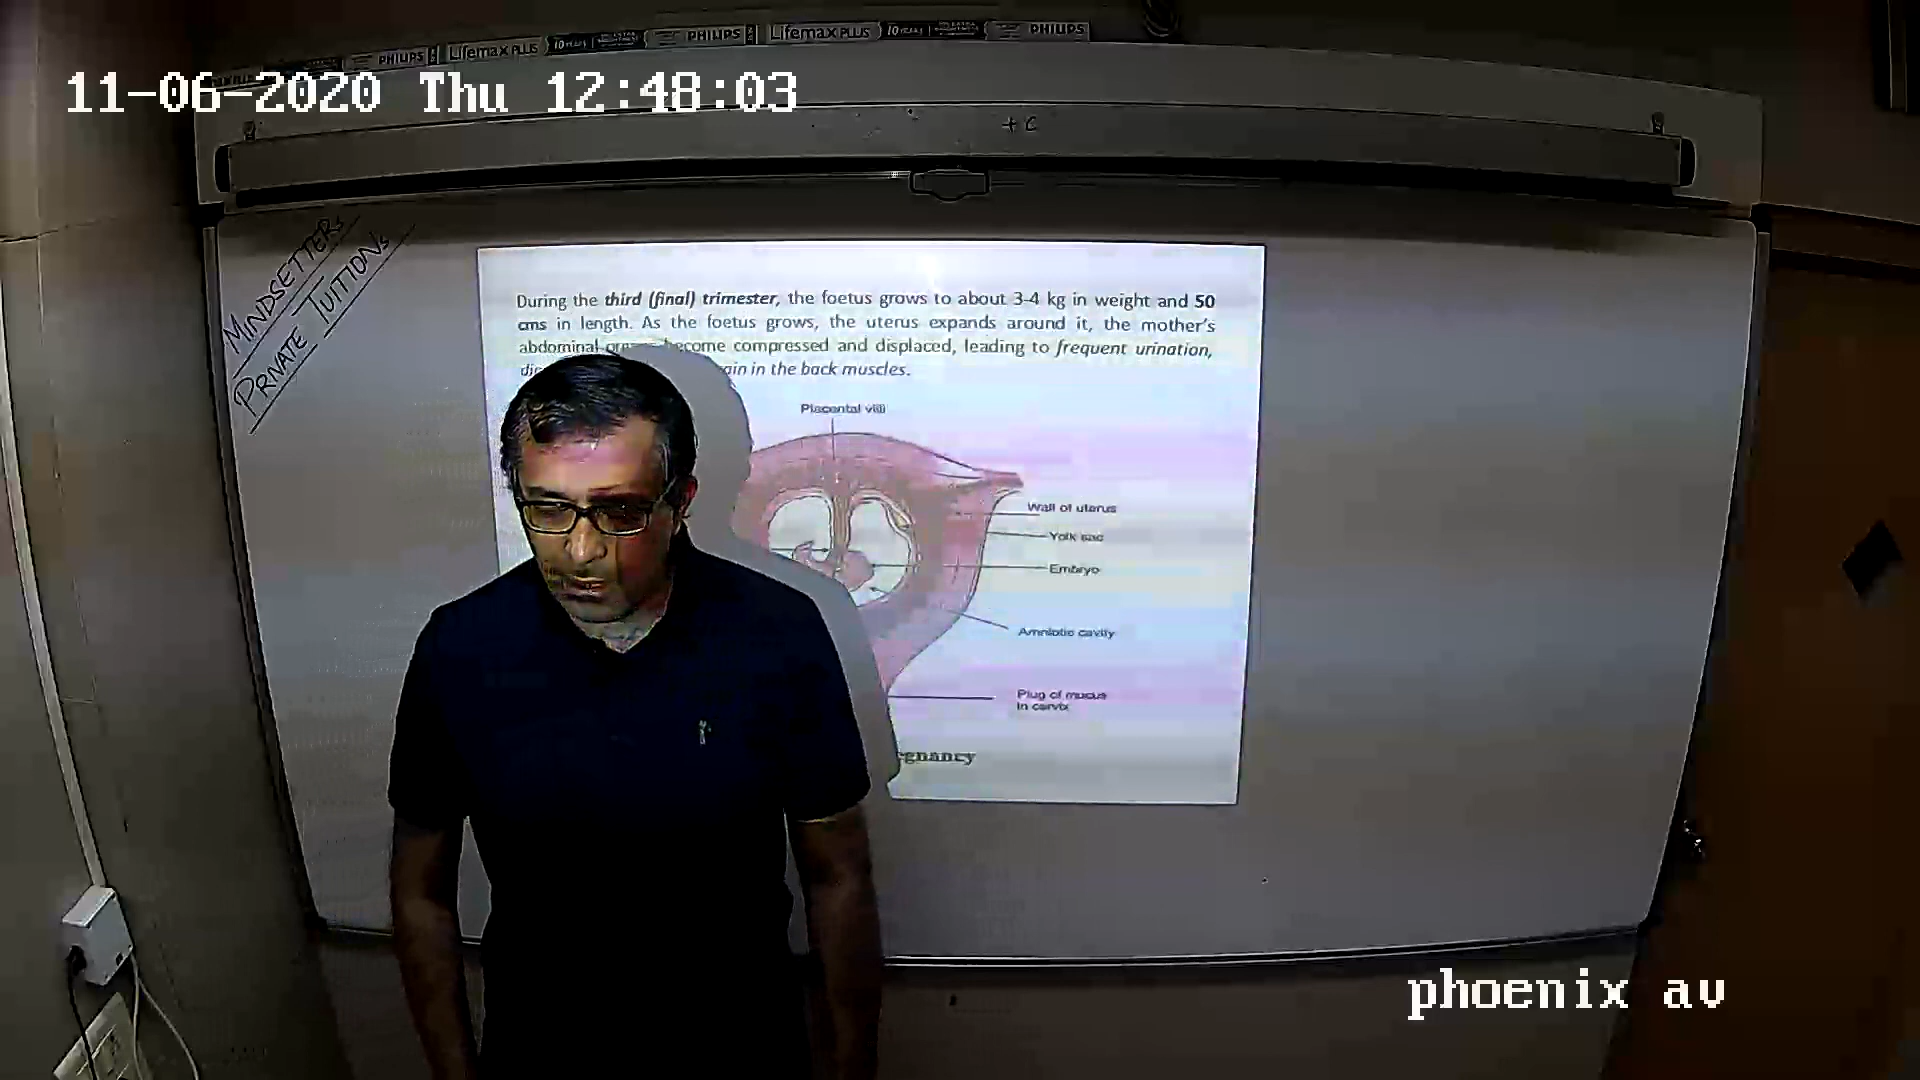 PHILIPS Lifemax PLUS 10 YEARS PHILIPS Lifemax PLUS 10 YEARS PHILIPS
11-06-2020 Thu 12:48:03
+ C
MINDSETTERS
PRIVATE TUITIONS
During the third (final) trimester, the foetus grows to about 3-4 kg in weight and 50
cms in length. As the foetus grows, the uterus expands around it, the mother's
abdominal become compressed and displaced, leading to frequent urination,
in the back muscles.
Placental villi
Wall of uterus
Yolk sac
Embryo
Amniotic cavity
Plug of mucus
in cervix
egnancy
phoenix av